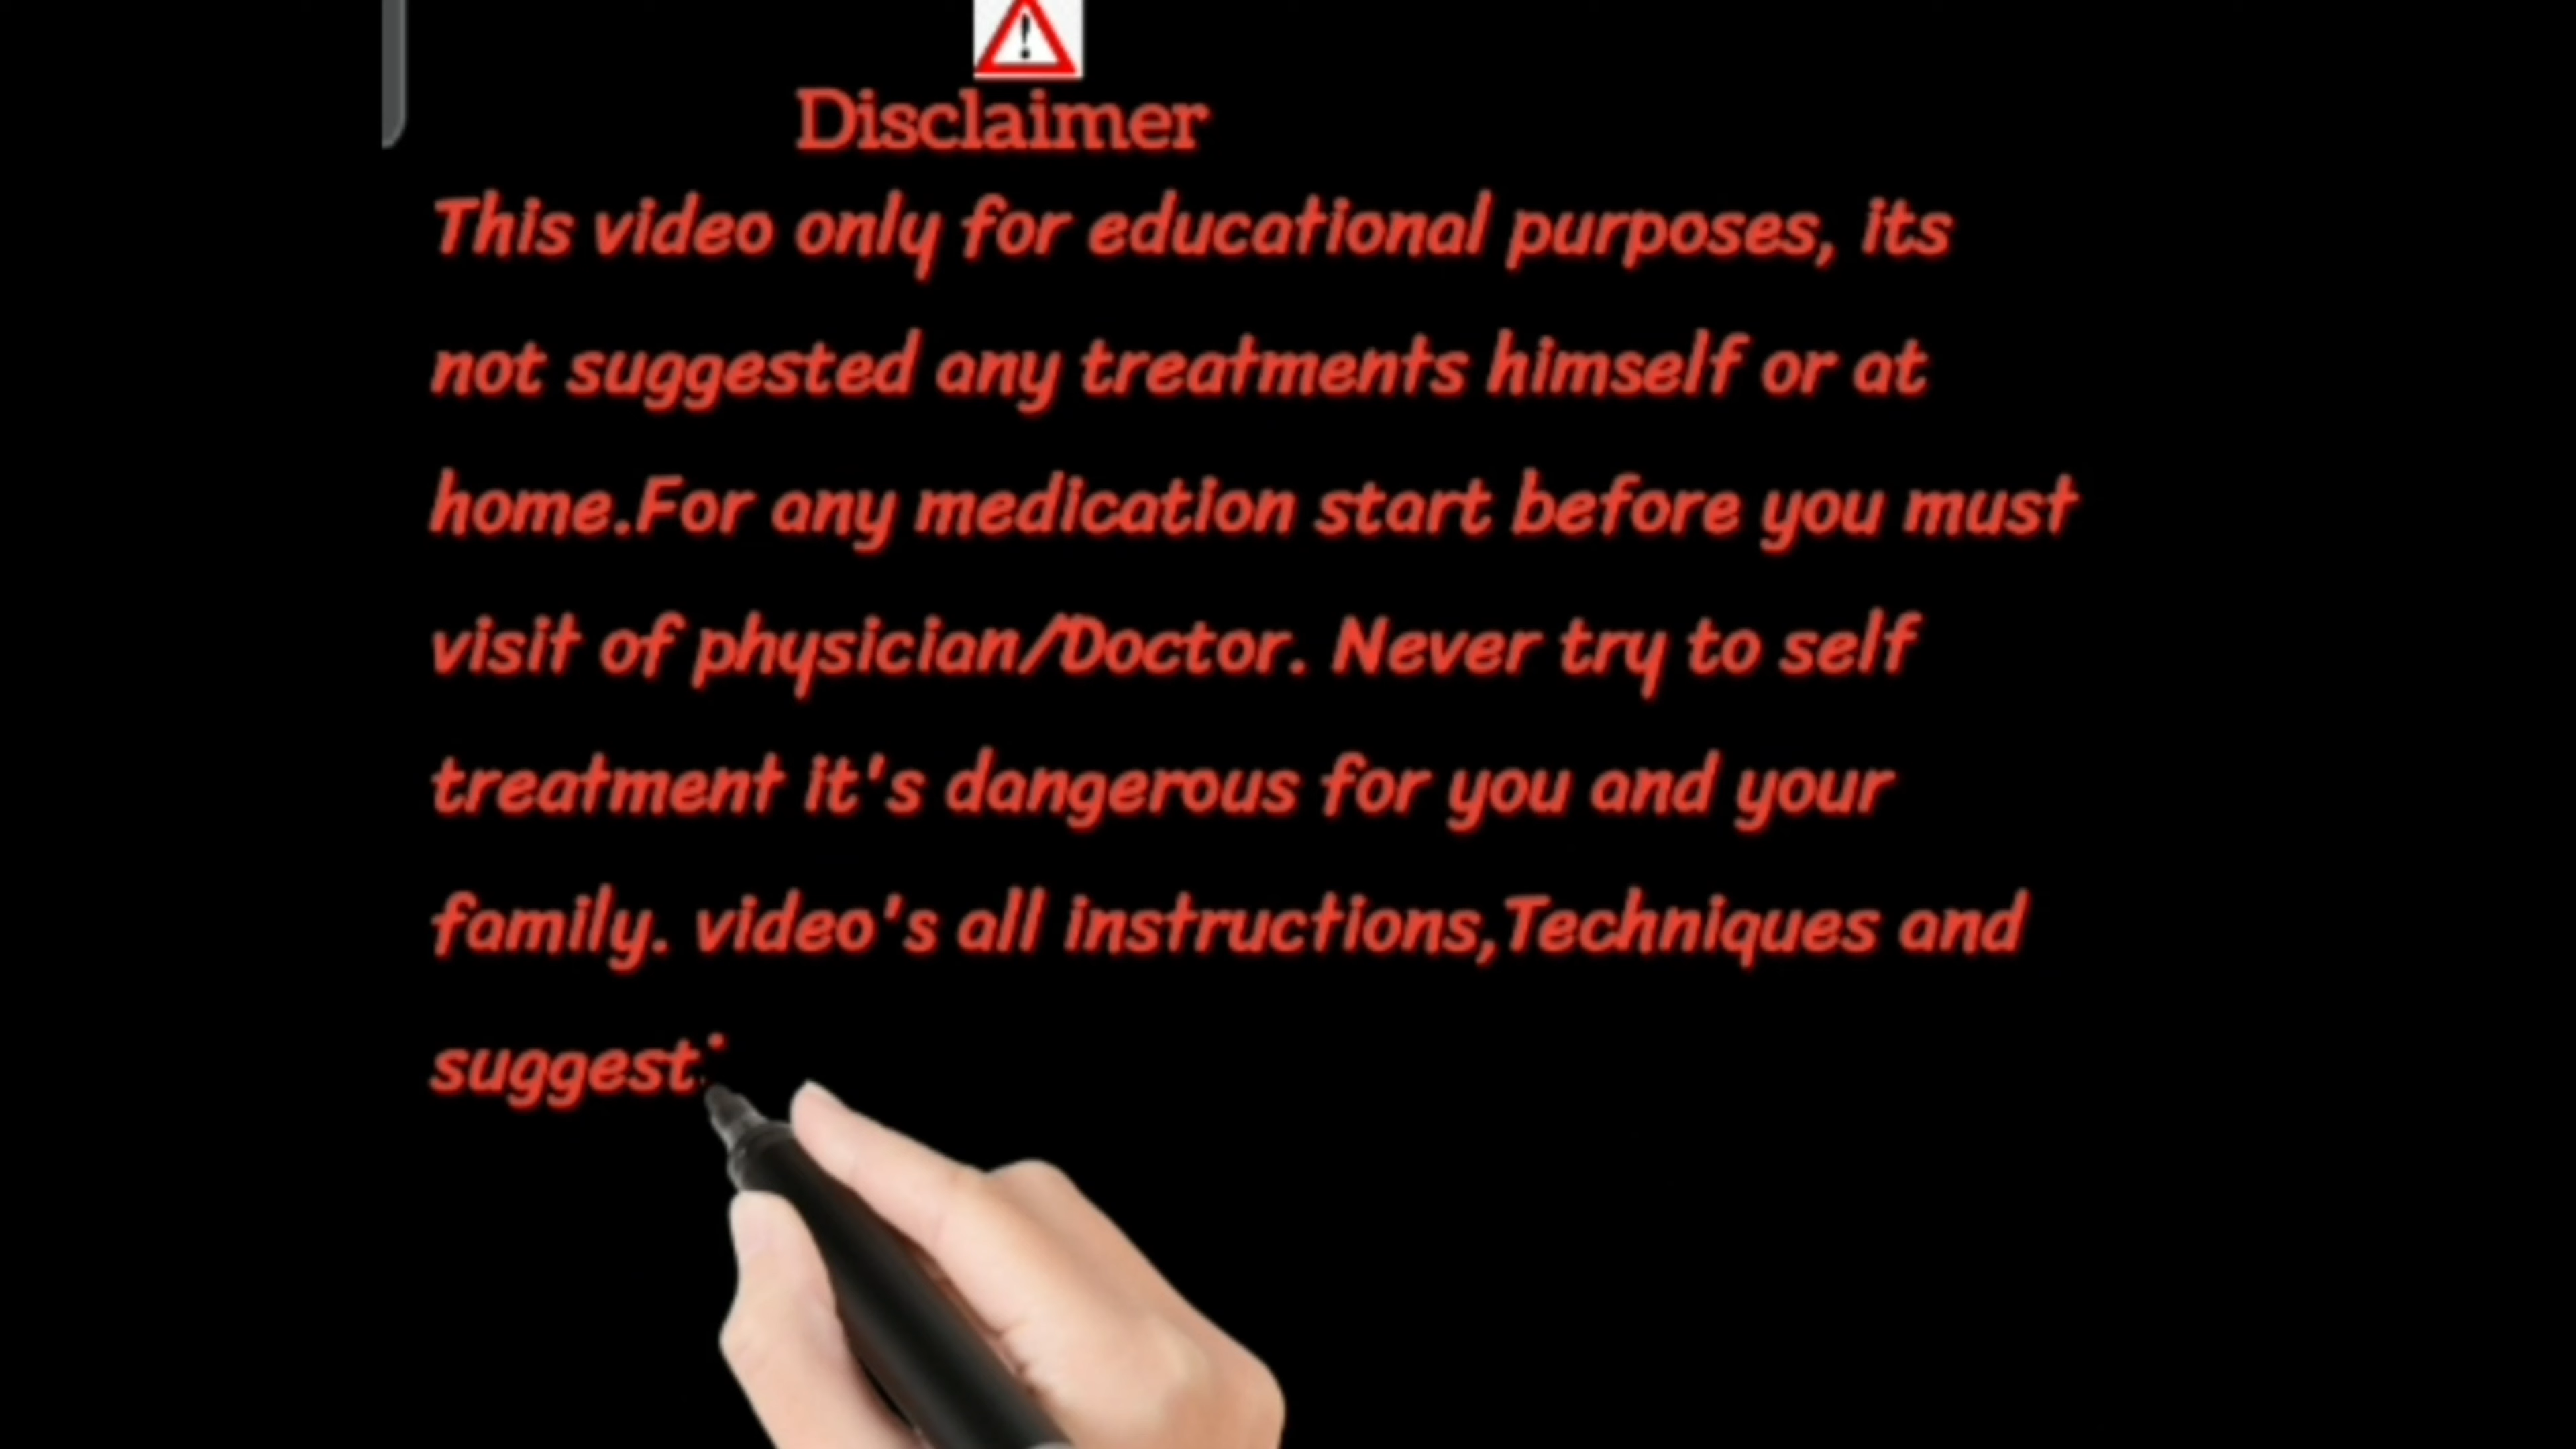 Disclaimer
This video only for educational purposes, its
not suggested any treatments himself or at
home.For any medication start before you must
visit of physician/Doctor. Never try to self
treatment it's dangerous for you and your
family. video's all instructions,Techniques and
suggesti